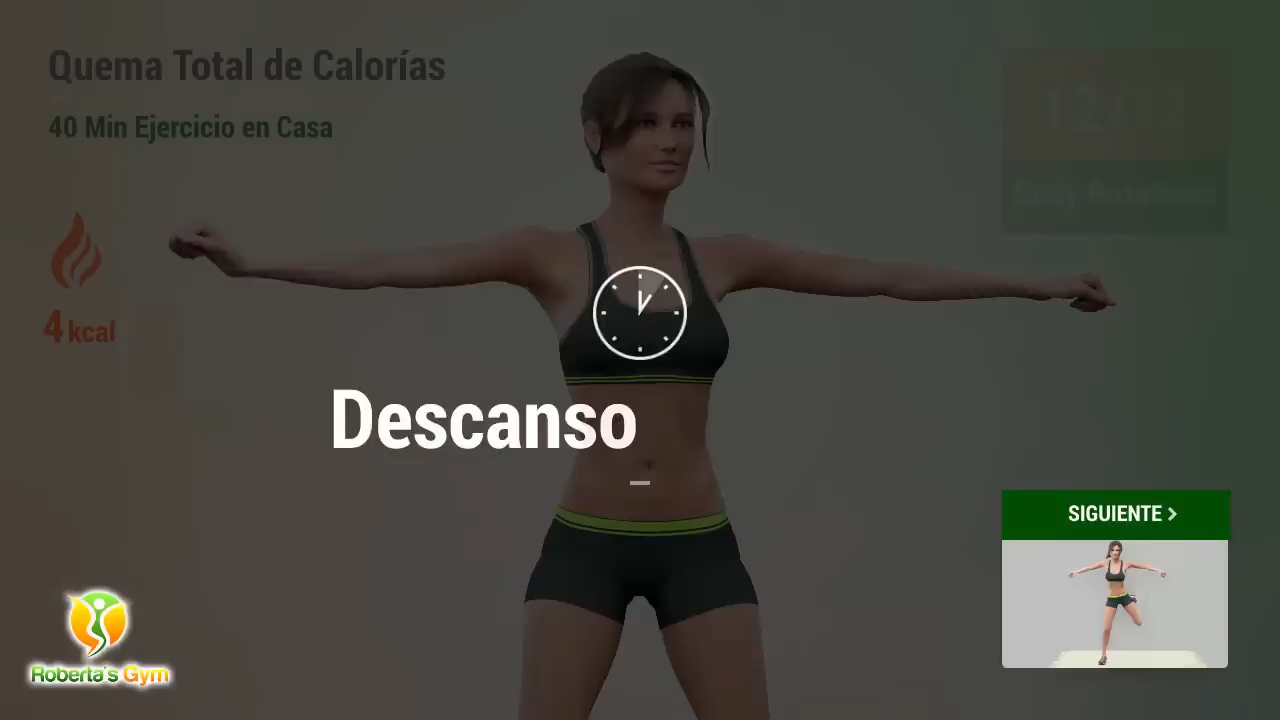 Quema Total de Calorías
40 Min Ejercicio en Casa
4 kcal
Descanso
SIGUIENTE >
Roberta's Gym